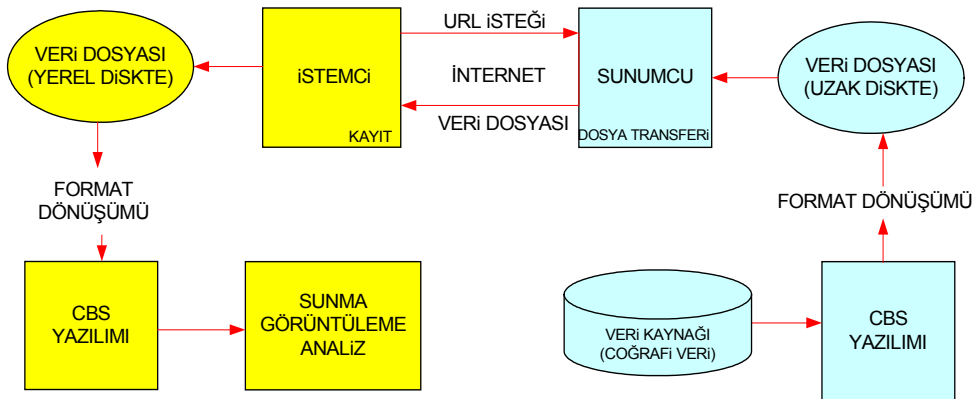 VERi DOSYASI
(YEREL DiSKTE)
iSTEMCi
KAYIT
URL iSTEĞi
İNTERNET
VERi DOSYASI
SUNUMCU
DOSYA TRANSFERi
VERi DOSYASI
(UZAK DiSKTE)
FORMAT
DÖNÜŞÜMÜ
FORMAT DÖNÜŞÜMÜ
CBS
YAZILIMI
SUNMA
GÖRÜNTÜLEME
ANALiZ
VERi KAYNAĞI
(COĞRAFi VERi)
CBS
YAZILIMI